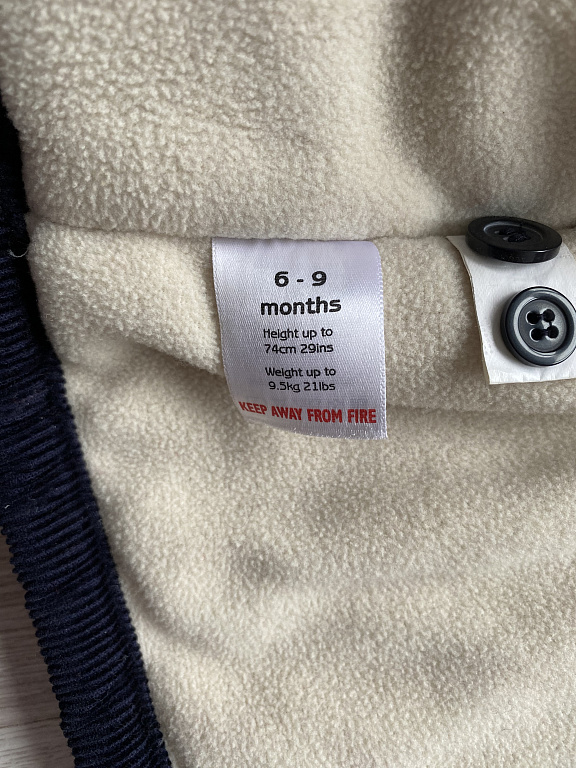 6 - 9
months
Height up to
74cm 29ins
Weight up to
9.5kg 21lbs
KEEP AWAY FROM FIRE